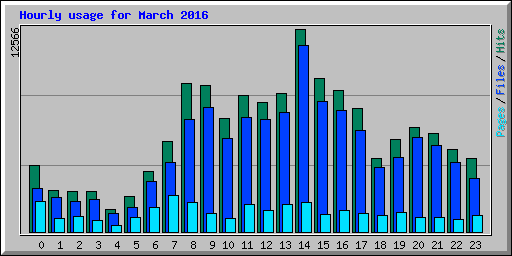 Hourly usage for March 2016
12566
Pages/Files/Hits
0 1 2 3 4 5 6 7 8 9 10 11 12 13 14 15 16 17 18 19 20 21 22 23